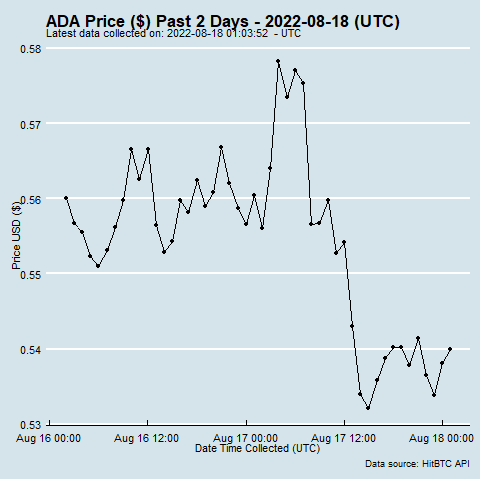 ADA Price ($) Past 2 Days - 2022-08-18 (UTC)
Latest data collected on: 2022-08-18 01:03:52 - UTC
0.58
0.57
0.56
0.55
0.54
0.53
Price USD ($)
Aug 16 00:00 Aug 16 12:00 Aug 17 00:00 Aug 17 12:00 Aug 18 00:00
Date Time Collected (UTC)
Data source: HitBTC API